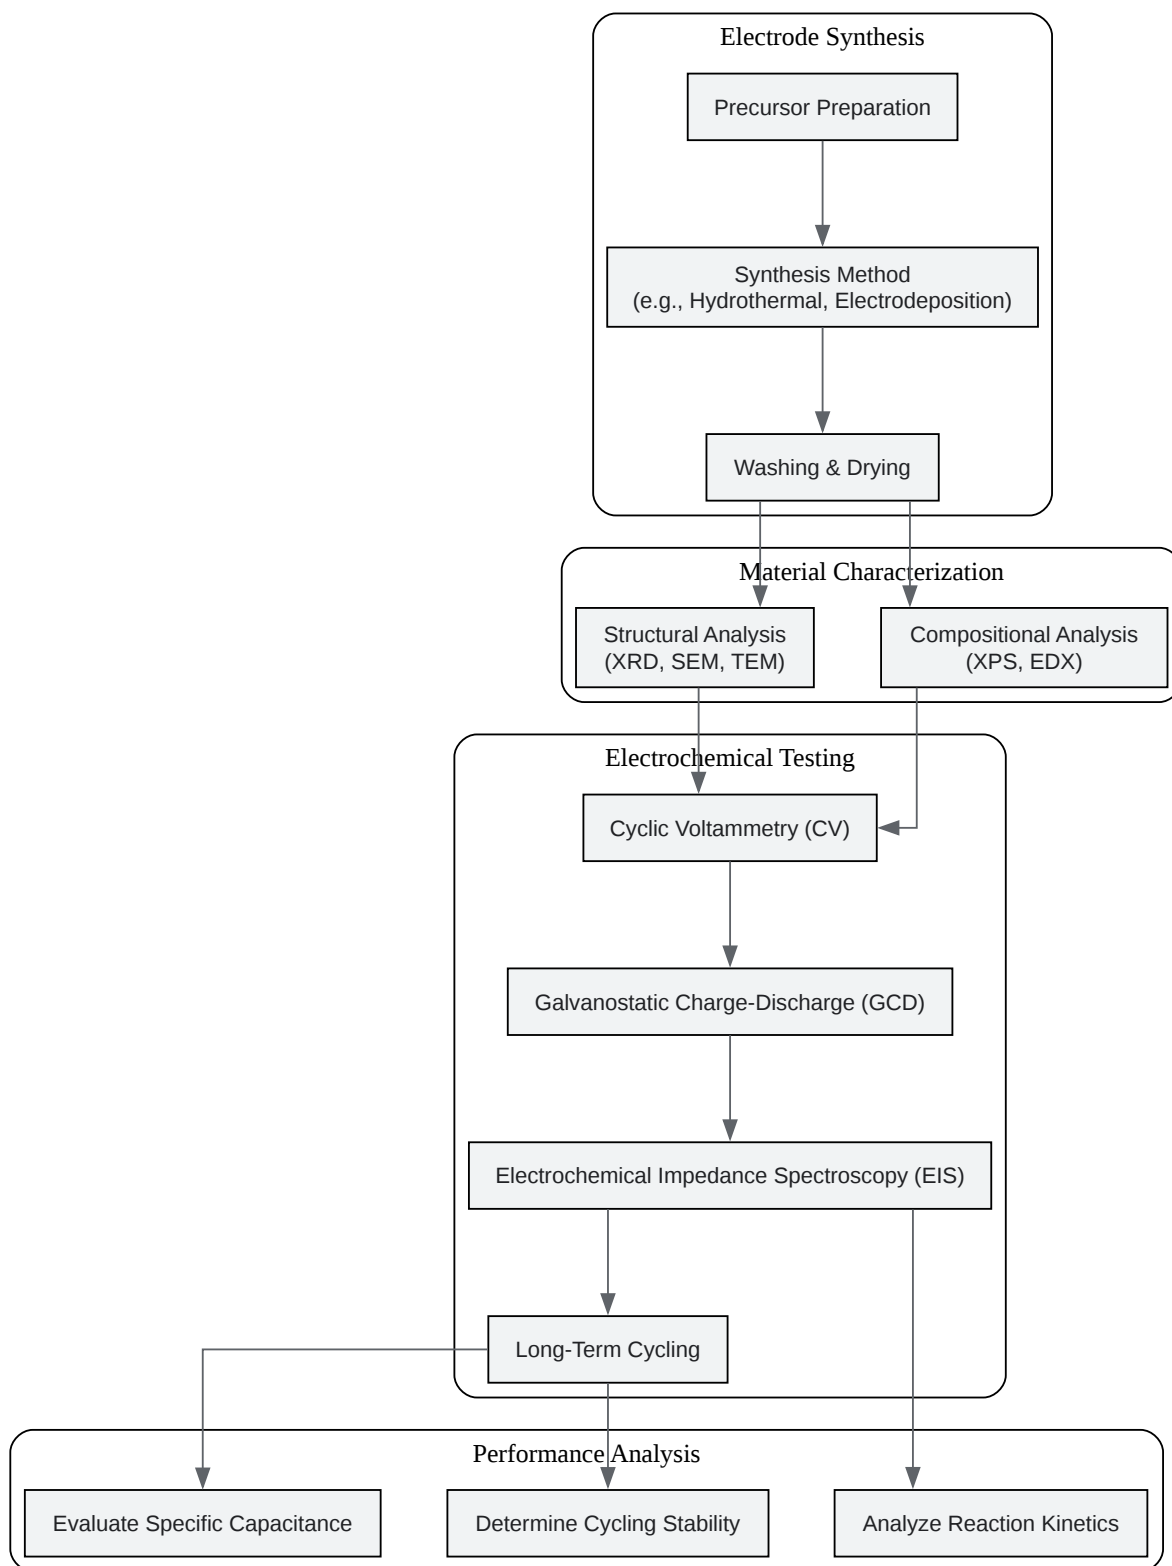 Electrode Synthesis
Precursor Preparation
Synthesis Method
(e.g., Hydrothermal, Electrodeposition)
Washing & Drying
Material Characterization
Structural Analysis
(XRD, SEM, TEM)
Compositional Analysis
(XPS, EDX)
Electrochemical Testing
Cyclic Voltammetry (CV)
Galvanostatic Charge-Discharge (GCD)
Electrochemical Impedance Spectroscopy (EIS)
Long-Term Cycling
Performance Analysis
Evaluate Specific Capacitance
Determine Cycling Stability
Analyze Reaction Kinetics